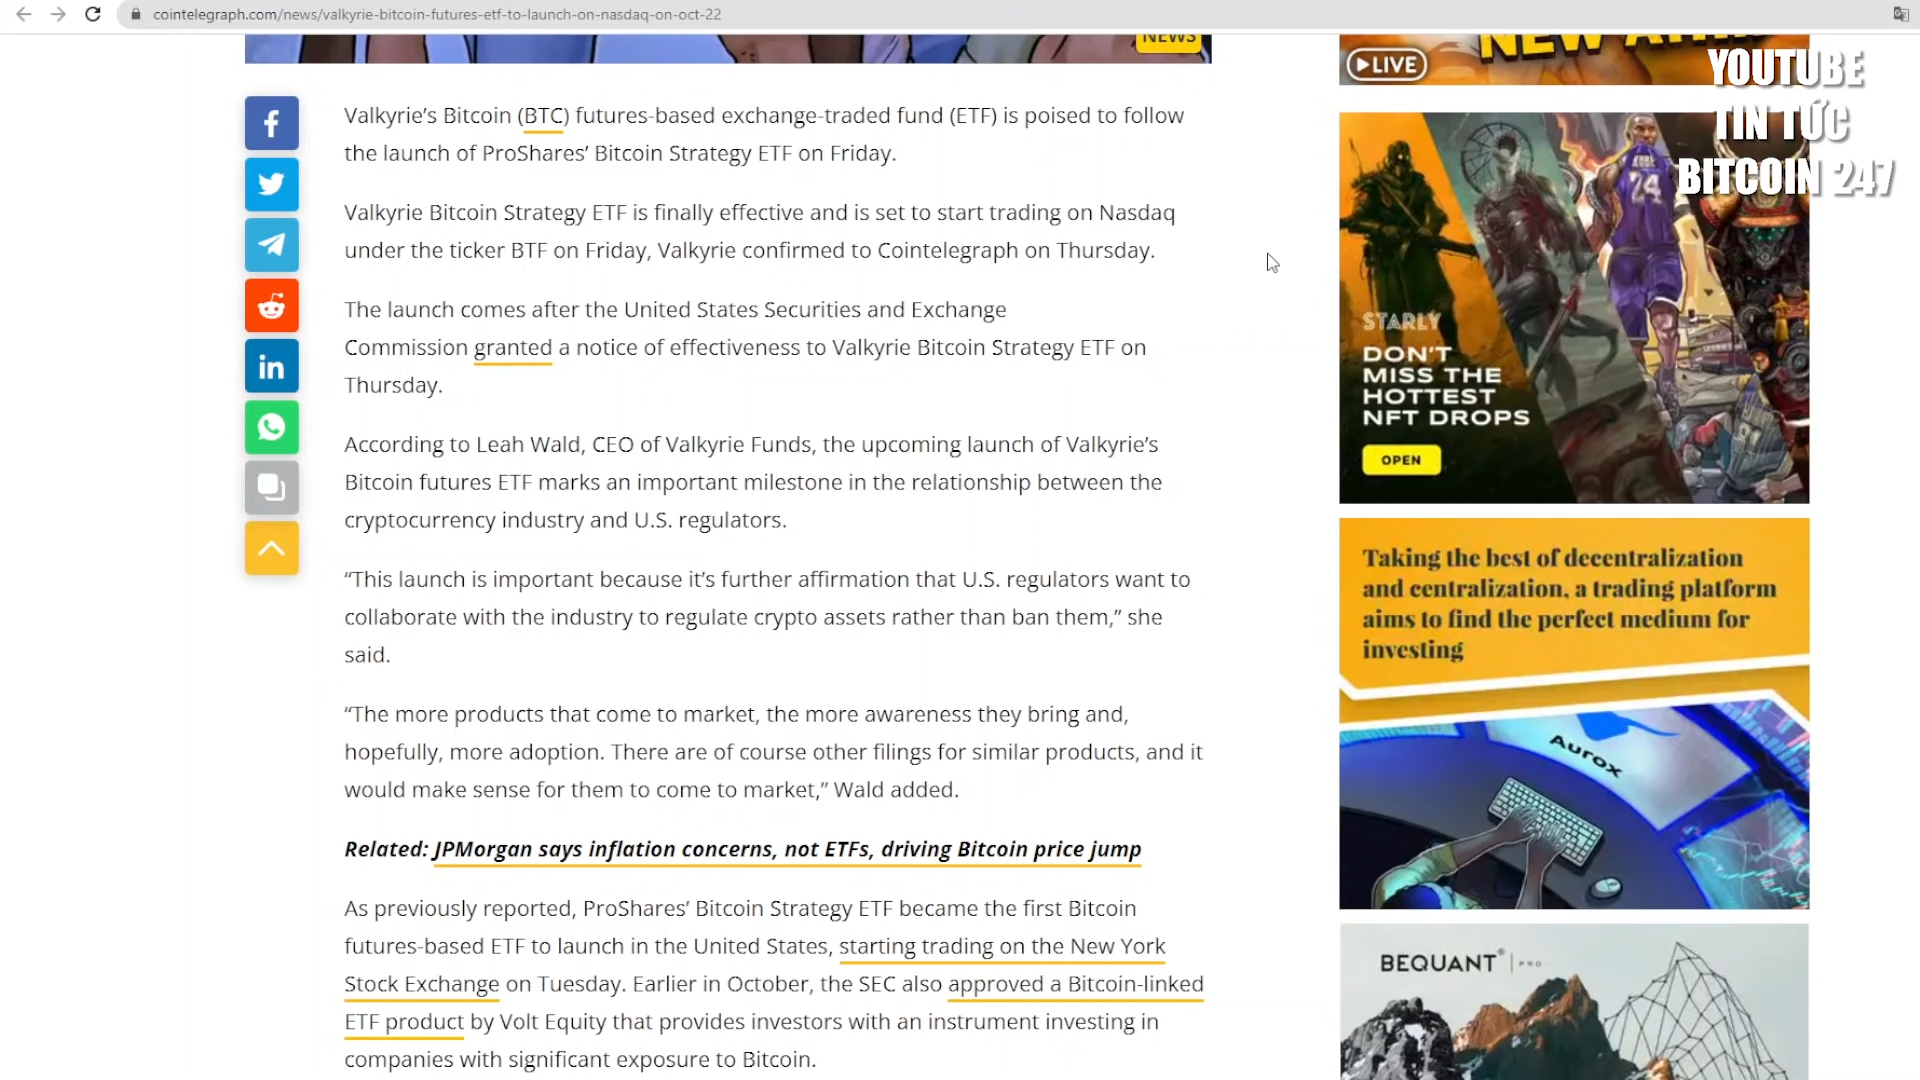 cointelegraph.com/news/valkyrie-bitcoin-futures-etf-to-launch-on-nasdaq-on-oct-22
NEWS
Valkyrie’s Bitcoin (BTC) futures-based exchange-traded fund (ETF) is poised to follow
the launch of ProShares’ Bitcoin Strategy ETF on Friday.
Valkyrie Bitcoin Strategy ETF is finally effective and is set to start trading on Nasdaq
under the ticker BTF on Friday, Valkyrie confirmed to Cointelegraph on Thursday.
The launch comes after the United States Securities and Exchange
Commission granted a notice of effectiveness to Valkyrie Bitcoin Strategy ETF on
Thursday.
According to Leah Wald, CEO of Valkyrie Funds, the upcoming launch of Valkyrie’s
Bitcoin futures ETF marks an important milestone in the relationship between the
cryptocurrency industry and U.S. regulators.
“This launch is important because it’s further affirmation that U.S. regulators want to
collaborate with the industry to regulate crypto assets rather than ban them,” she
said.
“The more products that come to market, the more awareness they bring and,
hopefully, more adoption. There are of course other filings for similar products, and it
would make sense for them to come to market,” Wald added.
Related: JPMorgan says inflation concerns, not ETFs, driving Bitcoin price jump
As previously reported, ProShares’ Bitcoin Strategy ETF became the first Bitcoin
futures-based ETF to launch in the United States, starting trading on the New York
Stock Exchange on Tuesday. Earlier in October, the SEC also approved a Bitcoin-linked
ETF product by Volt Equity that provides investors with an instrument investing in
companies with significant exposure to Bitcoin.
LIVE
YOUTUBE
TIN TỨC
BITCOIN 247
24
STARLY
DON'T
MISS THE
HOTTEST
NFT DROPS
OPEN
Taking the best of decentralization
and centralization, a trading platform
aims to find the perfect medium for
investing
Aurox
BEQUANT® | PRO